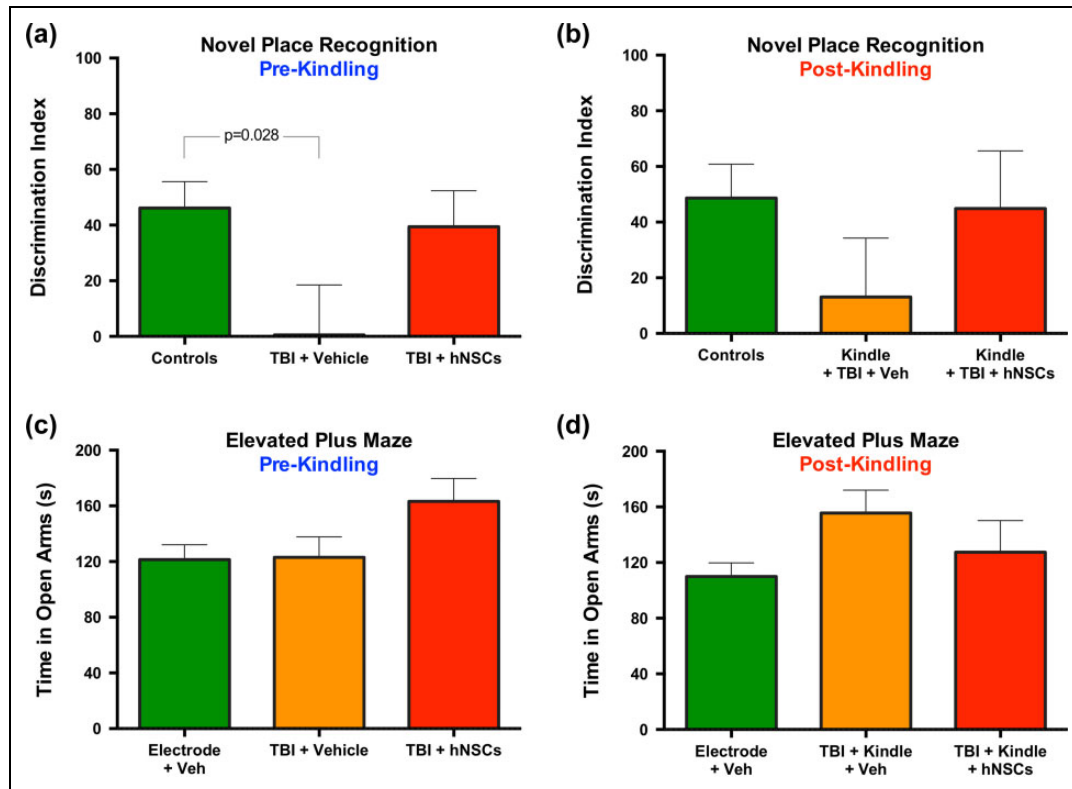 (a)
Novel Place Recognition
Pre-Kindling
Discrimination Index
100
80
60
40
20
0
p=0.028
Controls
TBI + Vehicle
TBI + hNSCs
(b)
Novel Place Recognition
Post-Kindling
Discrimination Index
100
80
60
40
20
0
Controls
Kindle
+ TBI + Veh
Kindle
+ TBI + hNSCs
(c)
Elevated Plus Maze
Pre-Kindling
Time in Open Arms (s)
200
160
120
80
40
0
Electrode
+ Veh
TBI + Vehicle
TBI + hNSCs
(d)
Elevated Plus Maze
Post-Kindling
Time in Open Arms (s)
200
160
120
80
40
0
Electrode
+ Veh
TBI + Kindle
+ Veh
TBI + Kindle
+ hNSCs